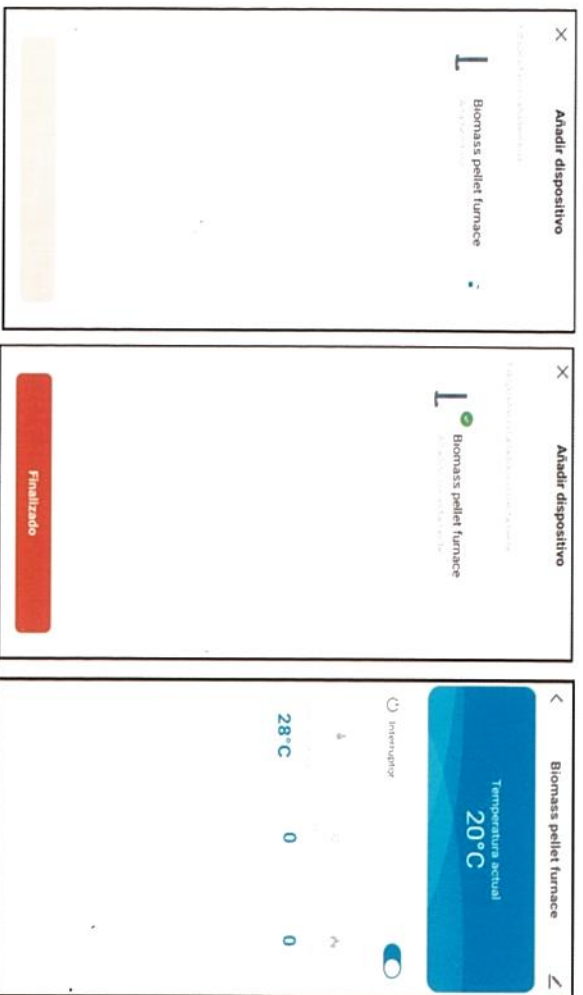 Añadir dispositivo
Biomass pellet furnace
Añadir dispositivo
Biomass pellet furnace
Finalizado
Biomass pellet furnace
Temperatura actual
20°C
Interruptor
28°C
0
0